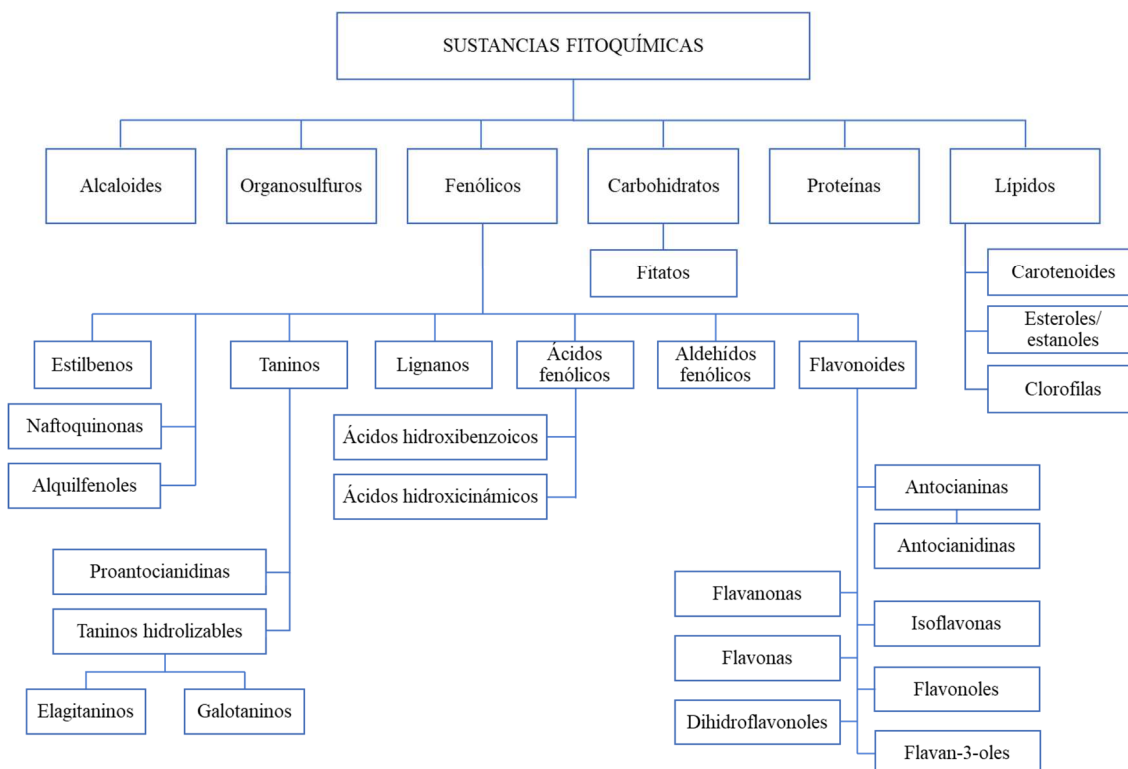 SUSTANCIAS FITOQUÍMICAS
Alcaloides
Organosulfuros
Fenólicos
Carbohidratos
Proteínas
Lípidos
Fitatos
Carotenoides
Esteroles/
estanoles
Clorofilas
Estilbenos
Taninos
Lignanos
Ácidos
fenólicos
Aldehídos
fenólicos
Flavonoides
Naftoquinonas
Alquilfenoles
Ácidos hidroxibenzoicos
Ácidos hidroxicinámicos
Proantocianidinas
Taninos hidrolizables
Elagitaninos
Galotaninos
Antocianinas
Antocianidinas
Flavanonas
Isoflavonas
Flavonas
Flavonoles
Dihidroflavonoles
Flavan-3-oles